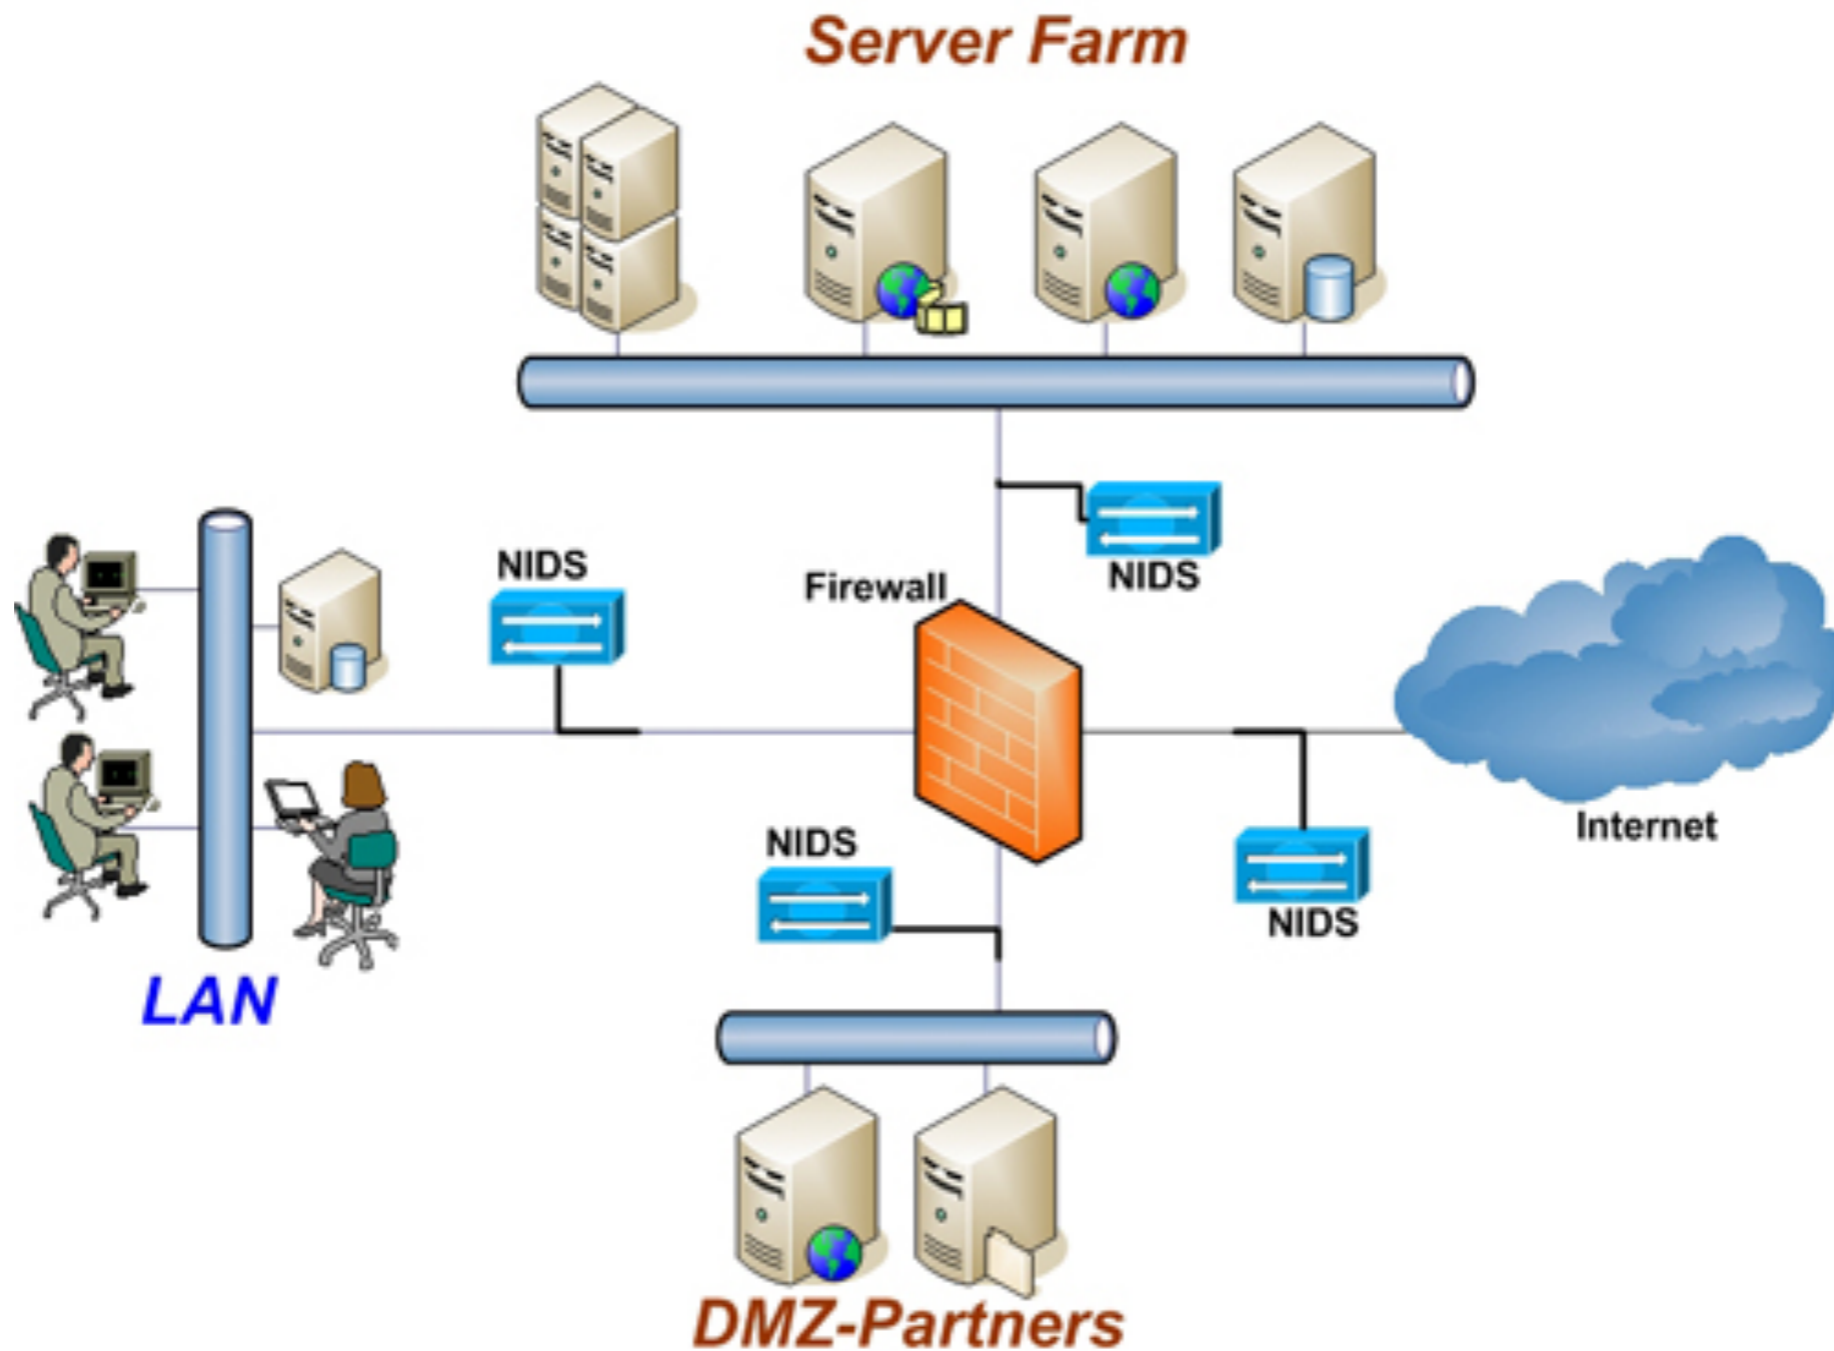 Server Farm
NIDS
NIDS
Firewall
Internet
NIDS
NIDS
LAN
DMZ-Partners